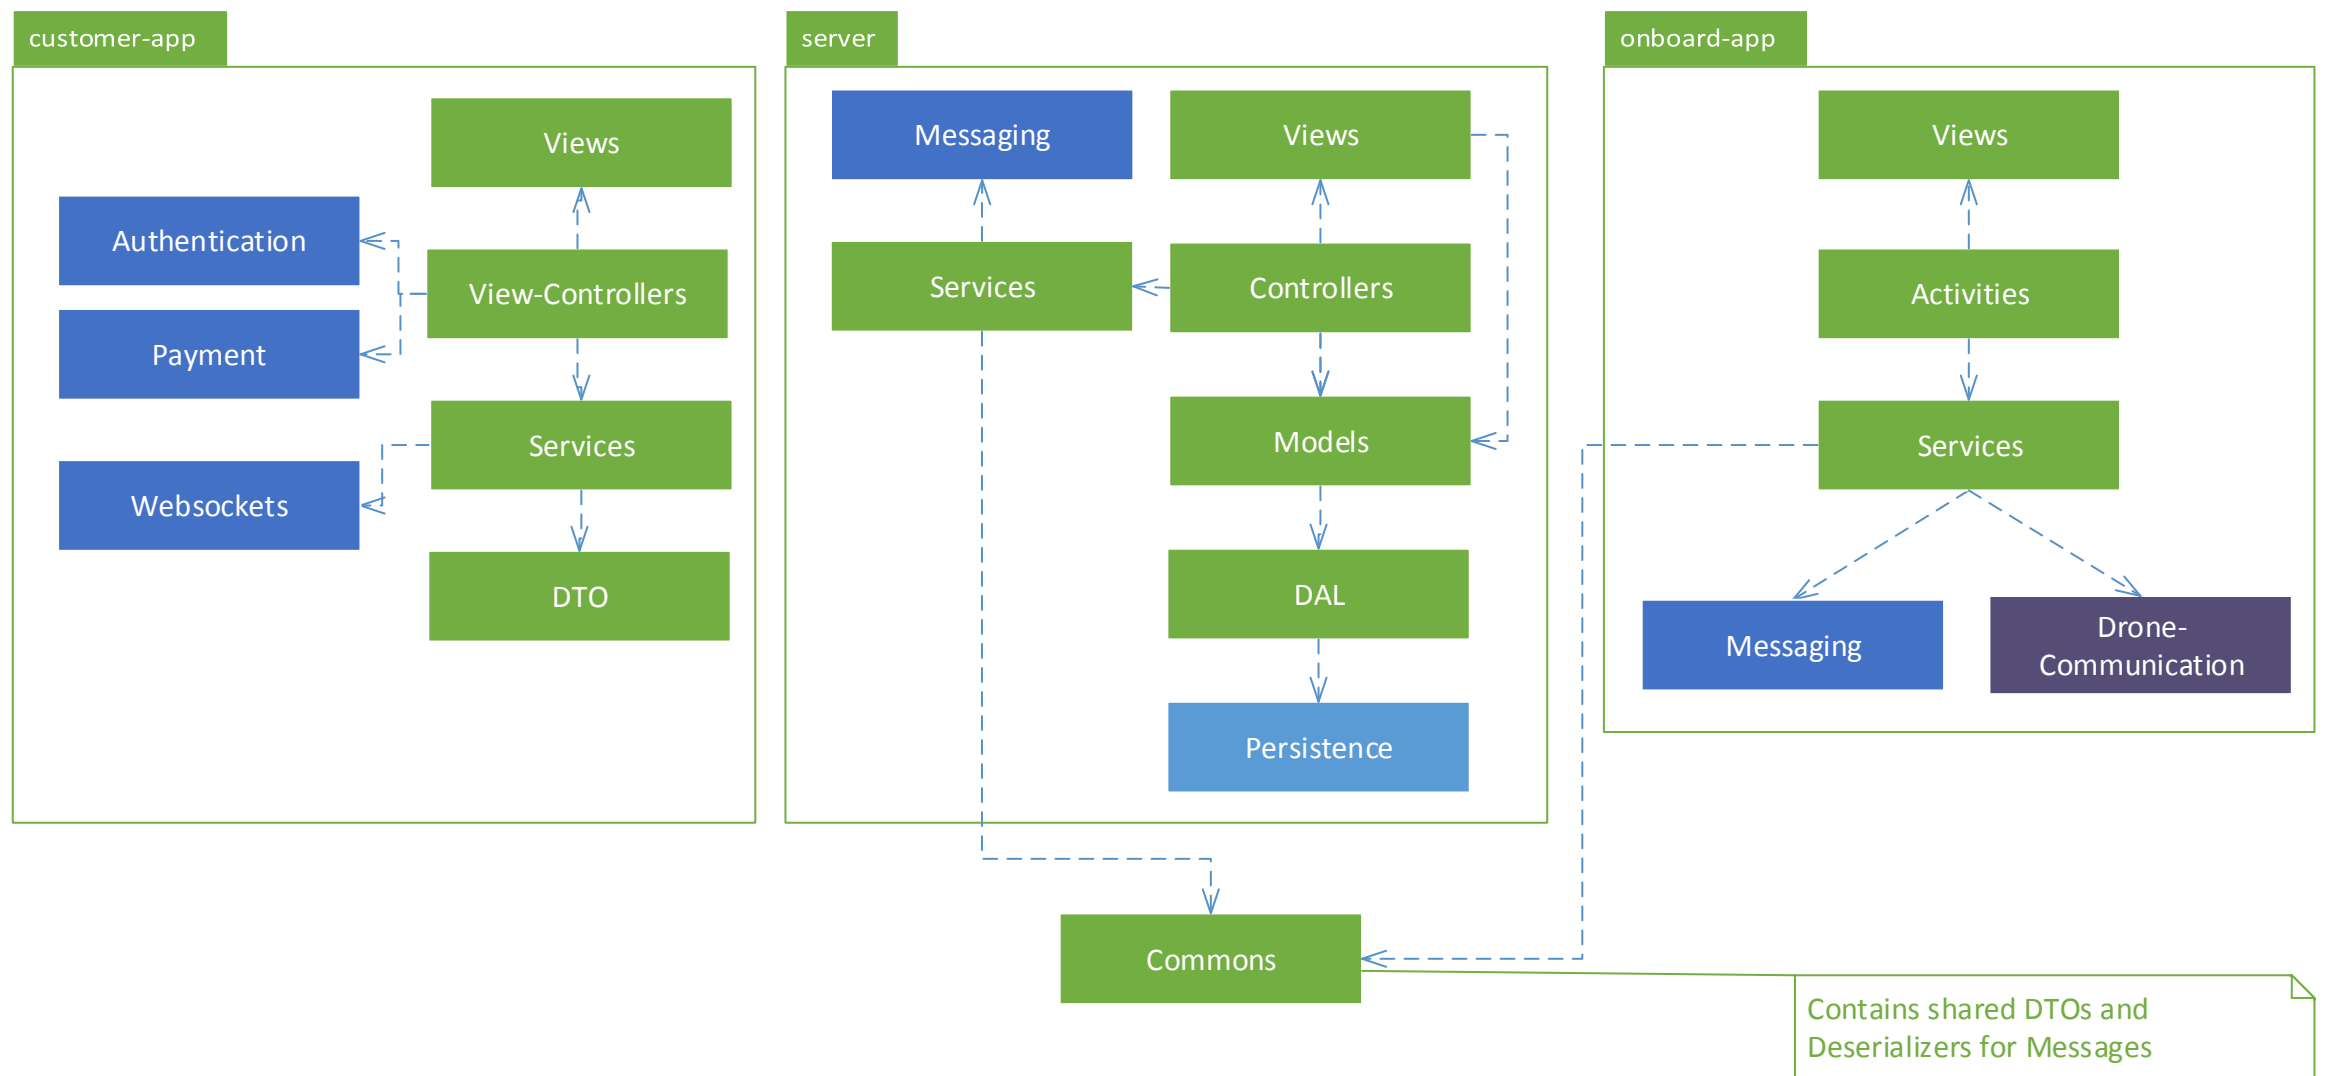 customer-app
Views
Authentication
View-Controllers
Payment
Services
Websockets
DTO
server
Messaging
Views
Services
Controllers
Models
DAL
Persistence
onboard-app
Views
Activities
Services
Messaging
Drone-
Communication
Commons
Contains shared DTOs and
Deserializers for Messages